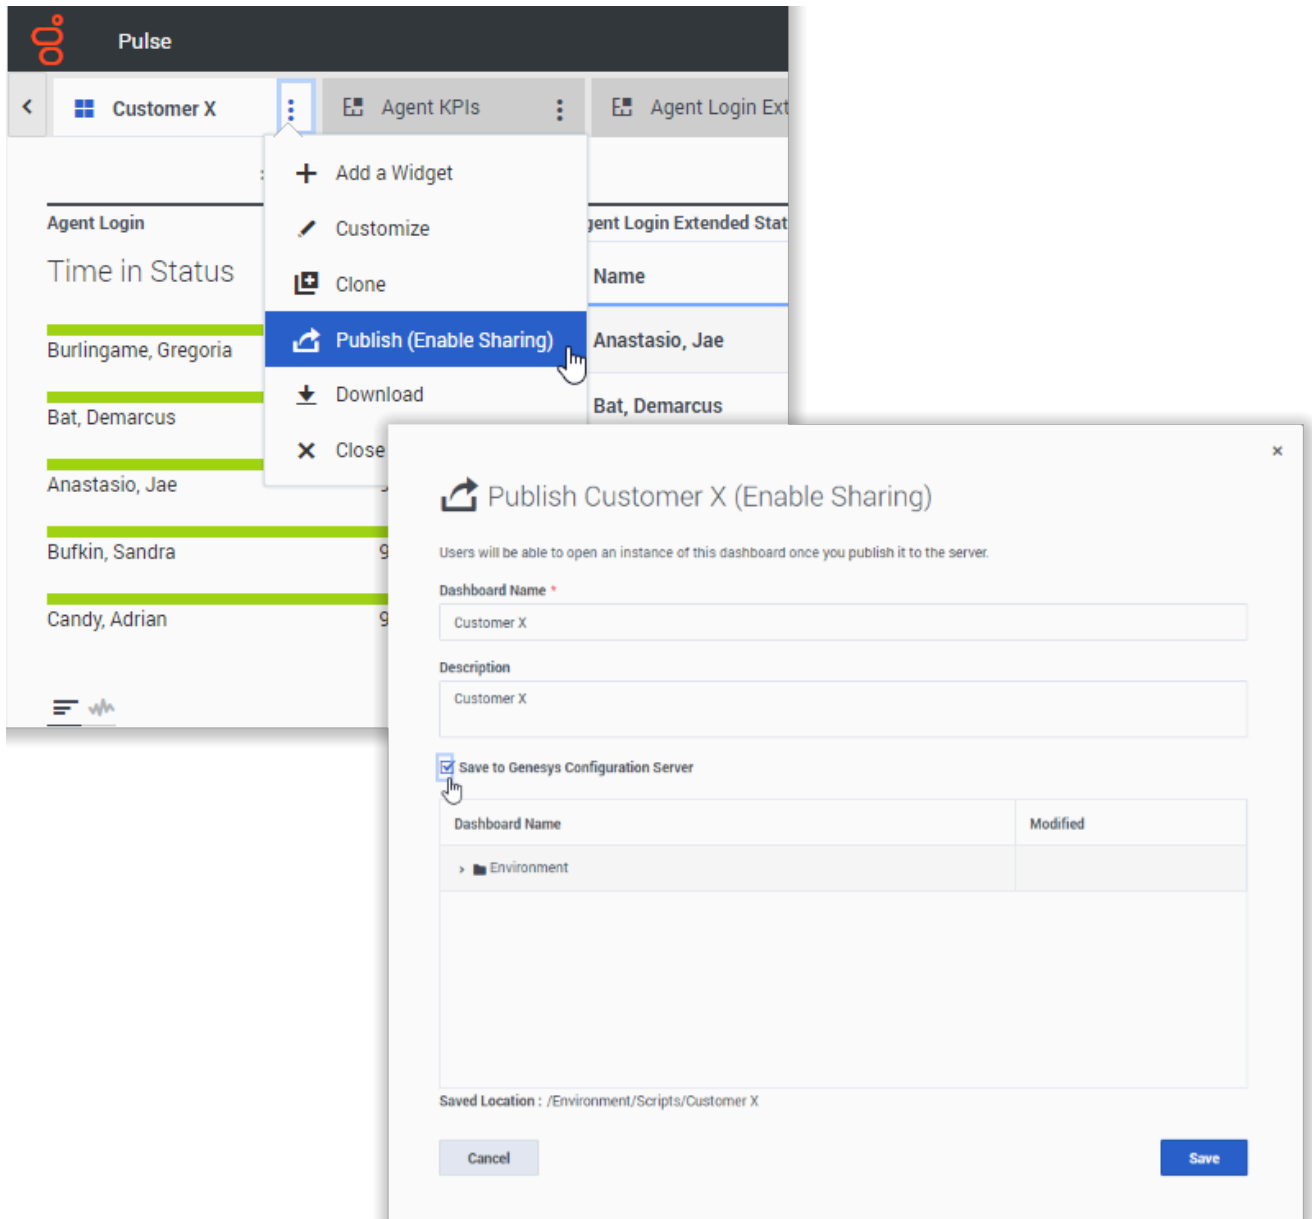 Pulse
Customer X
Agent KPIs
Agent Login Ext
Add a Widget
Customize
Clone
Publish (Enable Sharing)
Download
Close
Agent Login
Time in Status
Burlingame, Gregoria
Bat, Demarcus
Anastasio, Jae
Bufkin, Sandra 9
Candy, Adrian 9
gent Login Extended Stat
Name
Anastasio, Jae
Bat, Demarcus
Publish Customer X (Enable Sharing)
Users will be able to open an instance of this dashboard once you publish it to the server.
Dashboard Name *
Customer X
Description
Customer X
Save to Genesys Configuration Server
Dashboard Name Modified
Environment
Saved Location : /Environment/Scripts/Customer X
Cancel Save